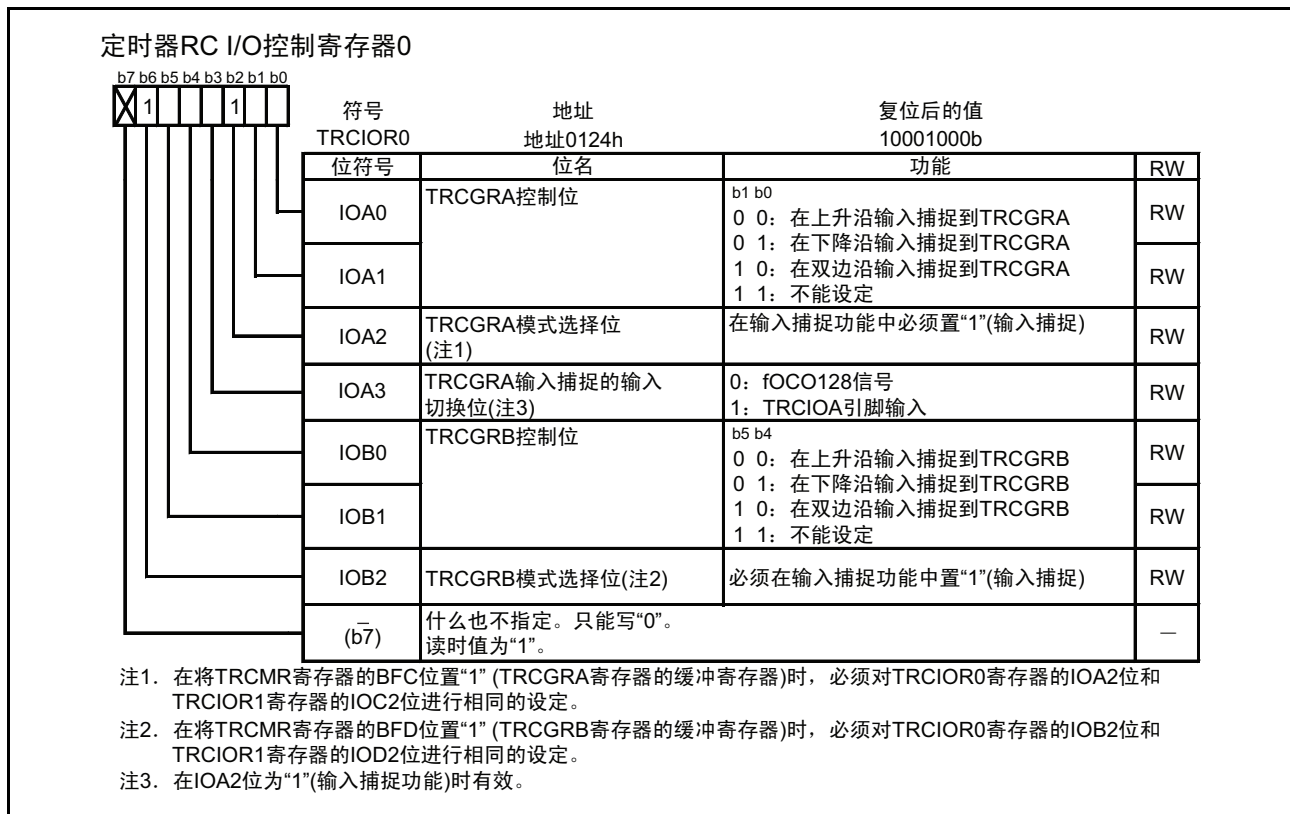 定时器RC I/O控制寄存器0
b7 b6 b5 b4 b3 b2 b1 b0
1 1
符号 地址 复位后的值
TRCIOR0 地址0124h 10001000b
位符号 位名 功能 RW
IOA0 TRCGRA控制位 b1 b0
0 0：在上升沿输入捕捉到TRCGRA RW
0 1：在下降沿输入捕捉到TRCGRA
IOA1 1 0：在双边沿输入捕捉到TRCGRA RW
1 1：不能设定
IOA2 TRCGRA模式选择位 在输入捕捉功能中必须置“1”(输入捕捉) RW
(注1)
IOA3 TRCGRA输入捕捉的输入 0：fOCO128信号 RW
切换位(注3) 1：TRCIOA引脚输入
IOB0 TRCGRB控制位 b5 b4
0 0：在上升沿输入捕捉到TRCGRB RW
0 1：在下降沿输入捕捉到TRCGRB
IOB1 1 0：在双边沿输入捕捉到TRCGRB RW
1 1：不能设定
IOB2 TRCGRB模式选择位(注2) 必须在输入捕捉功能中置“1”(输入捕捉) RW
— 什么也不指定。只能写“0”。 —
(b7) 读时值为“1”。
注1．在将TRCMR寄存器的BFC位置“1” (TRCGRA寄存器的缓冲寄存器)时，必须对TRCIOR0寄存器的IOA2位和
TRCIOR1寄存器的IOC2位进行相同的设定。
注2．在将TRCMR寄存器的BFD位置“1” (TRCGRB寄存器的缓冲寄存器)时，必须对TRCIOR0寄存器的IOB2位和
TRCIOR1寄存器的IOD2位进行相同的设定。
注3．在IOA2位为“1”(输入捕捉功能)时有效。